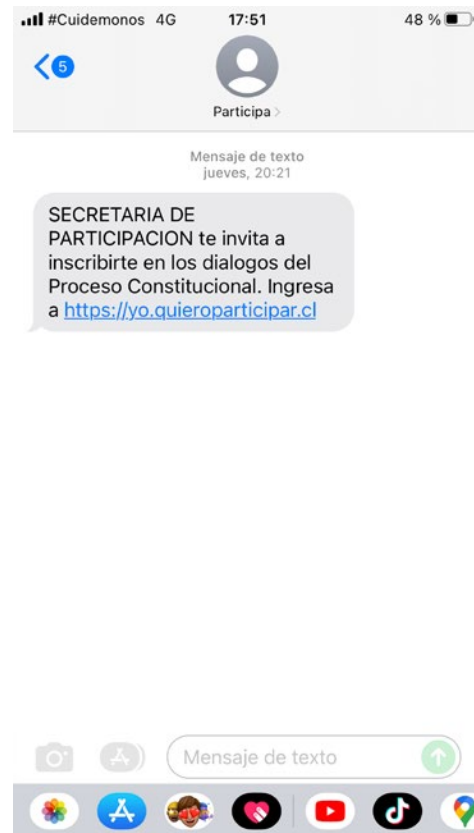 #Cuidemonos 4G 17:51 48 %
5
Participa
Mensaje de texto
jueves, 20:21
SECRETARIA DE
PARTICIPACION te invita a
inscribirte en los dialogos del
Proceso Constitucional. Ingresa
a https://yo.quieroparticipar.cl
Mensaje de texto